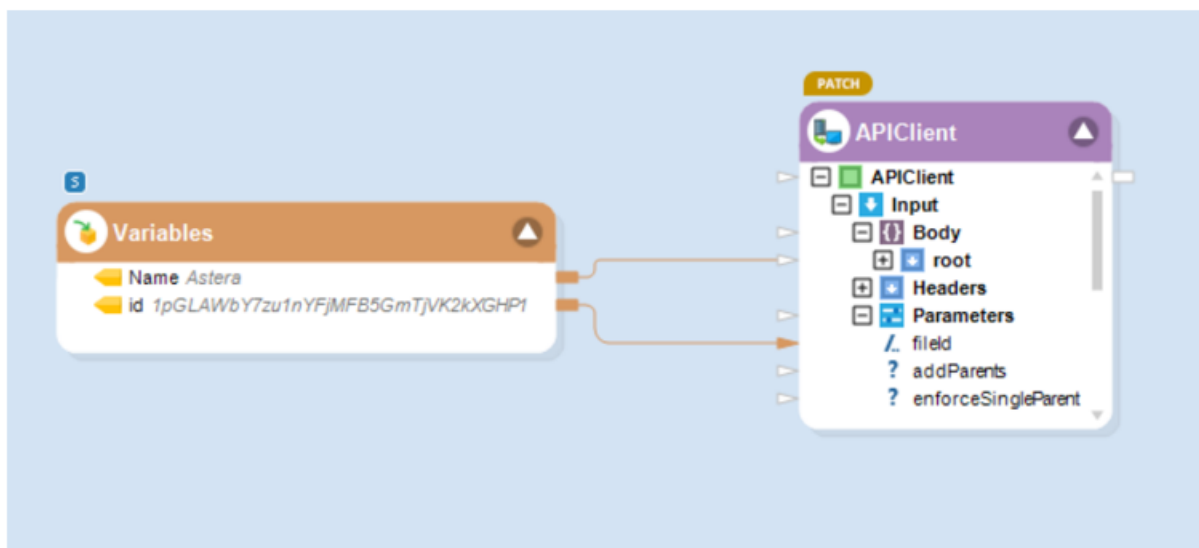 PATCH
APIClient
S
Variables
APIClient
Input
Body
Name Astera
root
id 1pGLAWbY7zu1nYFjMFB5GmTjVK2kXGHP1
Headers
Parameters
fileId
? addParents
? enforceSingleParent